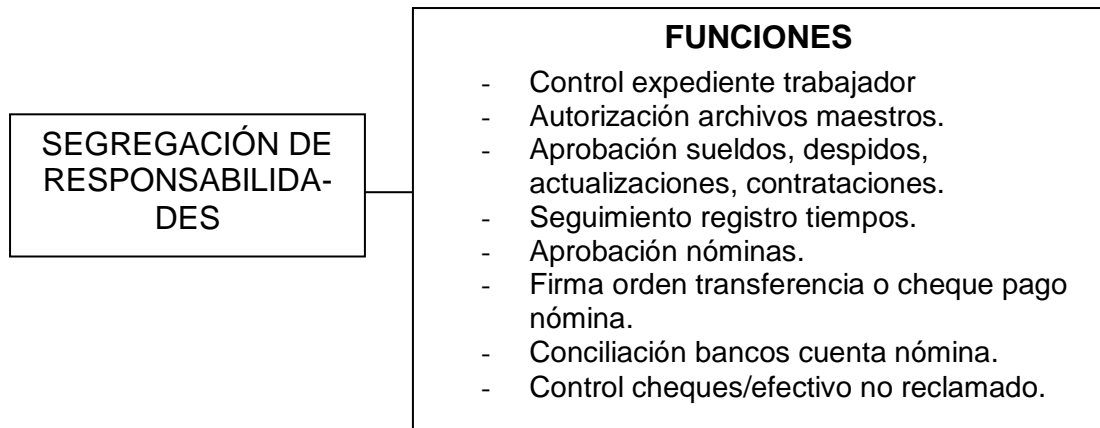 SEGREGACIÓN DE
RESPONSABILIDA-
DES
FUNCIONES
- Control expediente trabajador
- Autorización archivos maestros.
- Aprobación sueldos, despidos,
actualizaciones, contrataciones.
- Seguimiento registro tiempos.
- Aprobación nóminas.
- Firma orden transferencia o cheque pago
nómina.
- Conciliación bancos cuenta nómina.
- Control cheques/efectivo no reclamado.